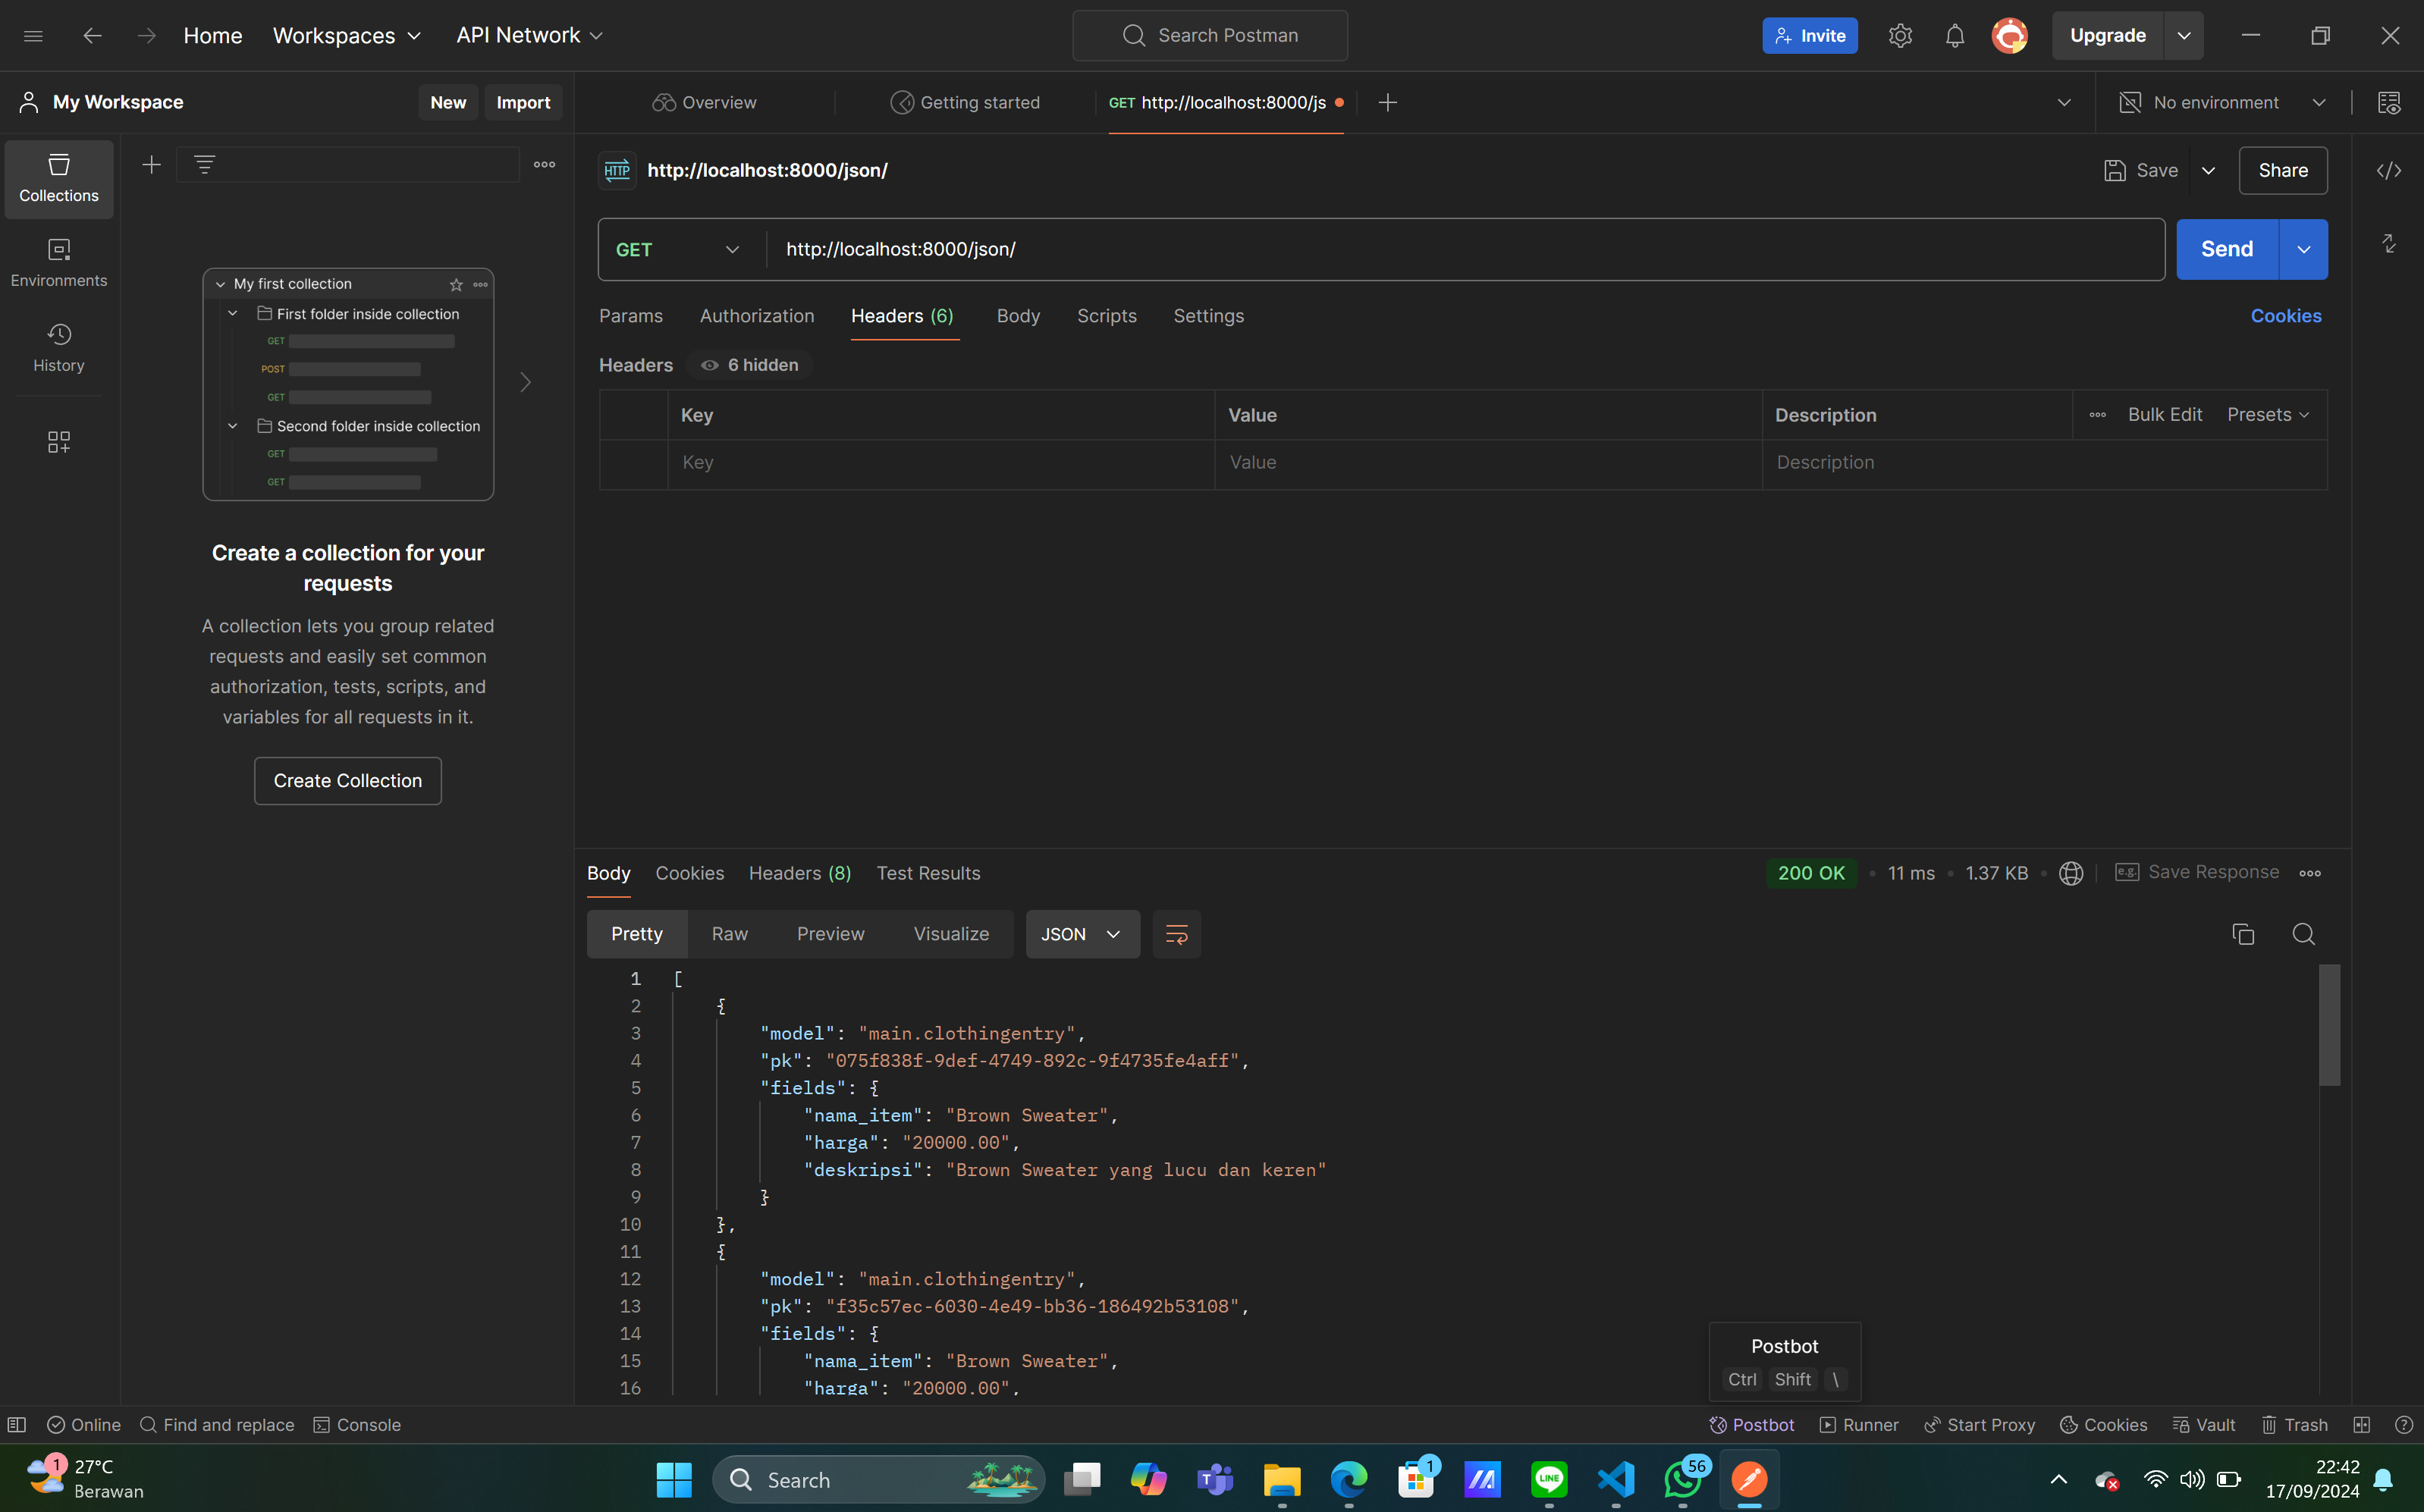 Home Workspaces API Network Search Postman Invite Upgrade
My Workspace New Import Overview Getting started GET http://localhost:8000/js No environment
Collections
Environments
History
My first collection
First folder inside collection
GET
POST
GET
Second folder inside collection
GET
GET
Create a collection for your
requests
A collection lets you group related
requests and easily set common
authorization, tests, scripts, and
variables for all requests in it.
Create Collection
HTTP http://localhost:8000/json/ Save Share
GET http://localhost:8000/json/ Send
Params Authorization Headers (6) Body Scripts Settings Cookies
Headers 6 hidden
Key Value Description Bulk Edit Presets
Key Value Description
Body Cookies Headers (8) Test Results 200 OK 11 ms 1.37 KB e.g. Save Response
Pretty Raw Preview Visualize JSON
1 [
2 {
3 "model": "main.clothingentry",
4 "pk": "075f838f-9def-4749-892c-9f4735fe4aff",
5 "fields": {
6 "nama_item": "Brown Sweater",
7 "harga": "20000.00",
8 "deskripsi": "Brown Sweater yang lucu dan keren"
9 }
10 },
11 {
12 "model": "main.clothingentry",
13 "pk": "f35c57ec-6030-4e49-bb36-186492b53108",
14 "fields": {
15 "nama_item": "Brown Sweater",
16 "harga": "20000.00",
Postbot
Ctrl Shift \
Online Find and replace Console Postbot Runner Start Proxy Cookies Vault Trash
1 27°C
Berawan
Search
T
1
LINE
56
22:42
17/09/2024